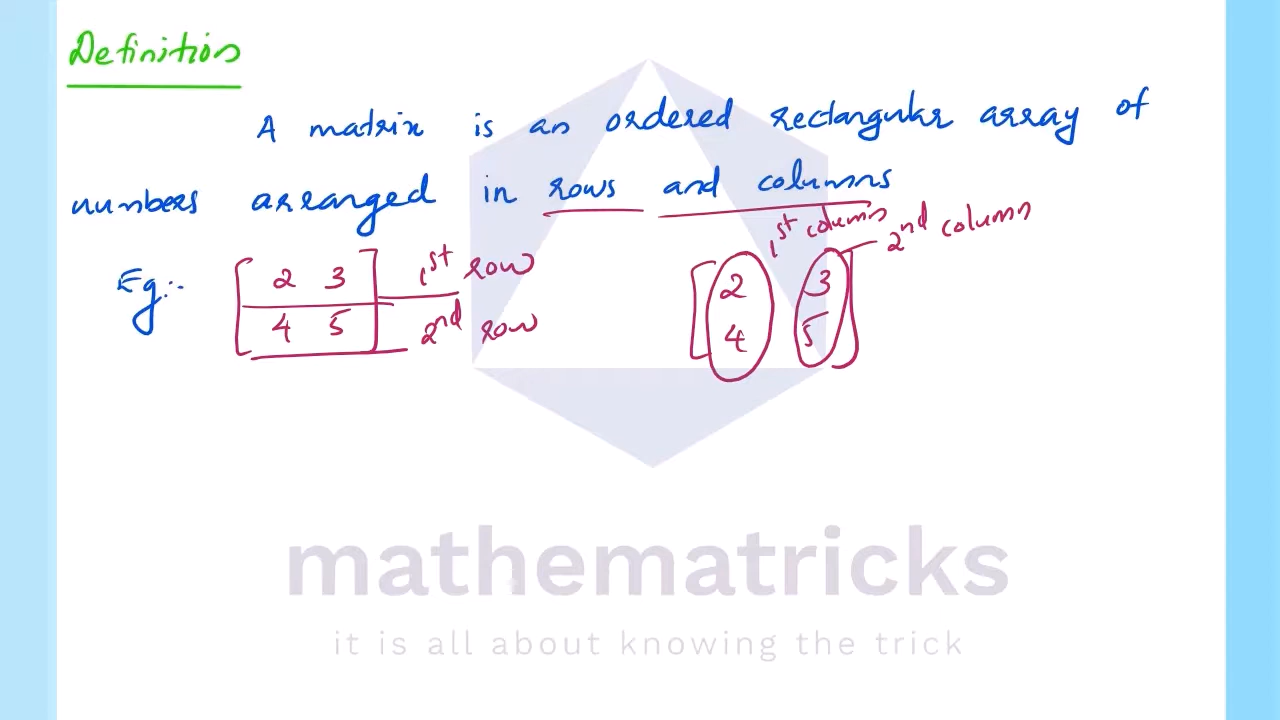 Definition
A matrix is an ordered rectangular array of
numbers arranged in rows and columns
1st column 2nd column
Eg:- [2 3] 1st row [2 3]
[4 5] 2nd row [4 5]
mathematricks
it is all about knowing the trick